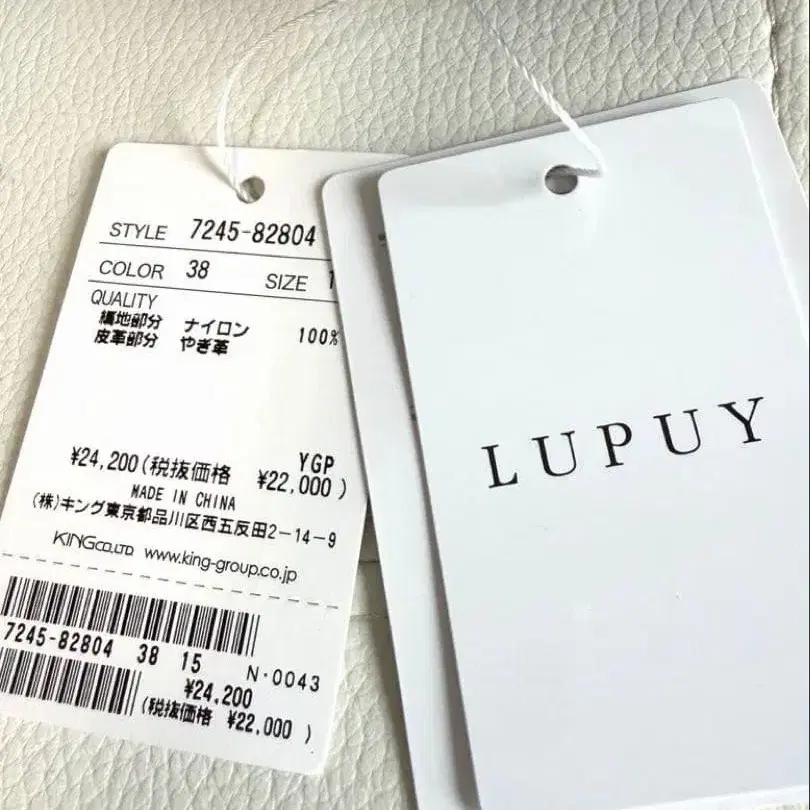 STYLE 7245-82804
COLOR 38 SIZE 1
QUALITY
編地部分 ナイロン 100%
皮革部分 やぎ革
YGP
¥24,200(税抜価格 ¥22,000)
MADE IN CHINA
(株)キング東京都品川区西五反田2-14-9
KING CO.,LTD www.king-group.co.jp
7245-82804 38 15 N・0043
¥24,200
(税抜価格 ¥22,000 )
LUPUY